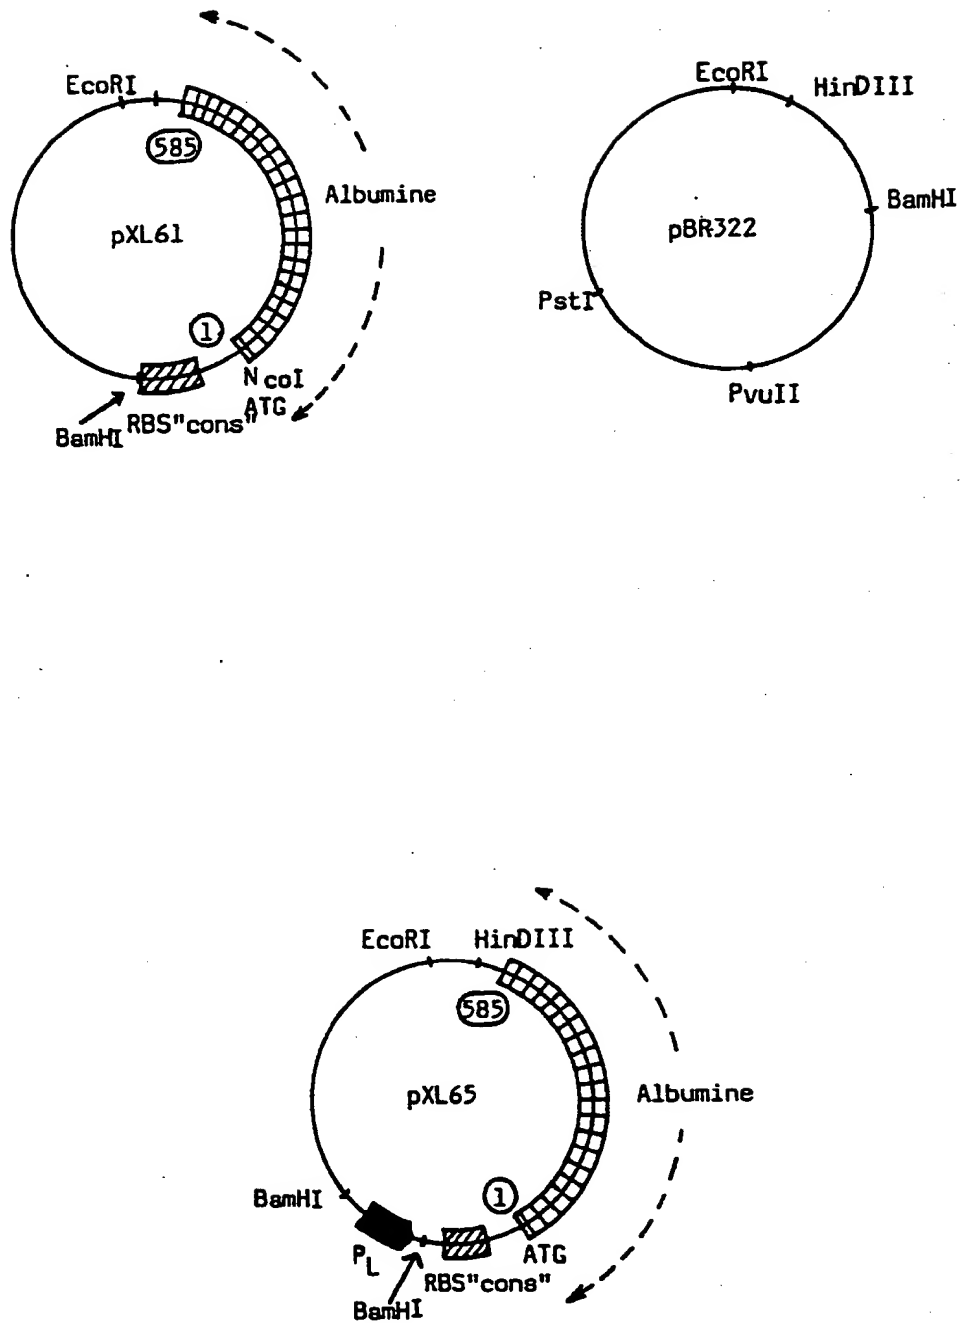 EcoRI
585
Albumine
pXL61
1
NcoI
ATG
RBS"cons"
BamHI
EcoRI
HinDIII
BamHI
pBR322
PstI
PvuII
EcoRI
HinDIII
585
pXL65
Albumine
BamHI
1
PL
ATG
RBS"cons"
BamHI